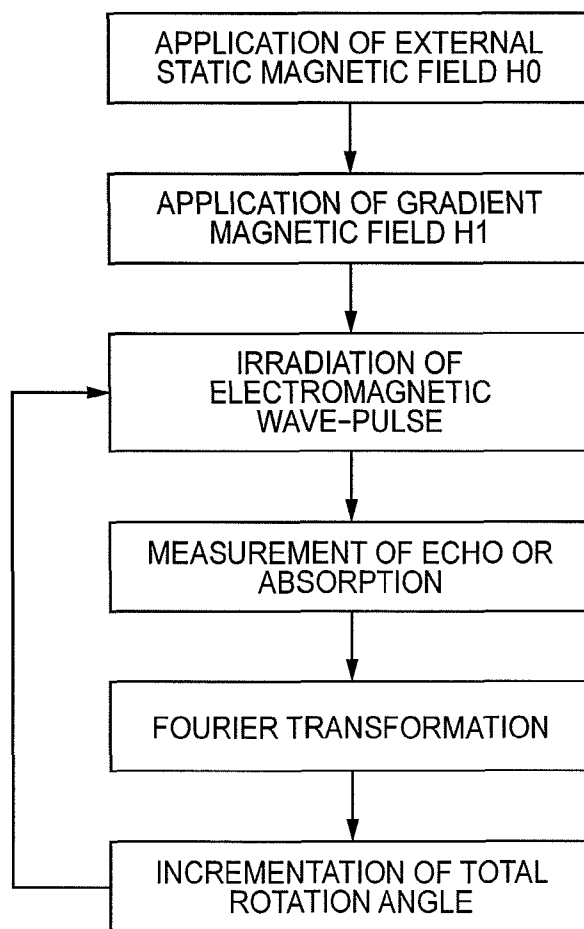 APPLICATION OF EXTERNAL
STATIC MAGNETIC FIELD H0
APPLICATION OF GRADIENT
MAGNETIC FIELD H1
IRRADIATION OF
ELECTROMAGNETIC
WAVE-PULSE
MEASUREMENT OF ECHO OR
ABSORPTION
FOURIER TRANSFORMATION
INCREMENTATION OF TOTAL
ROTATION ANGLE